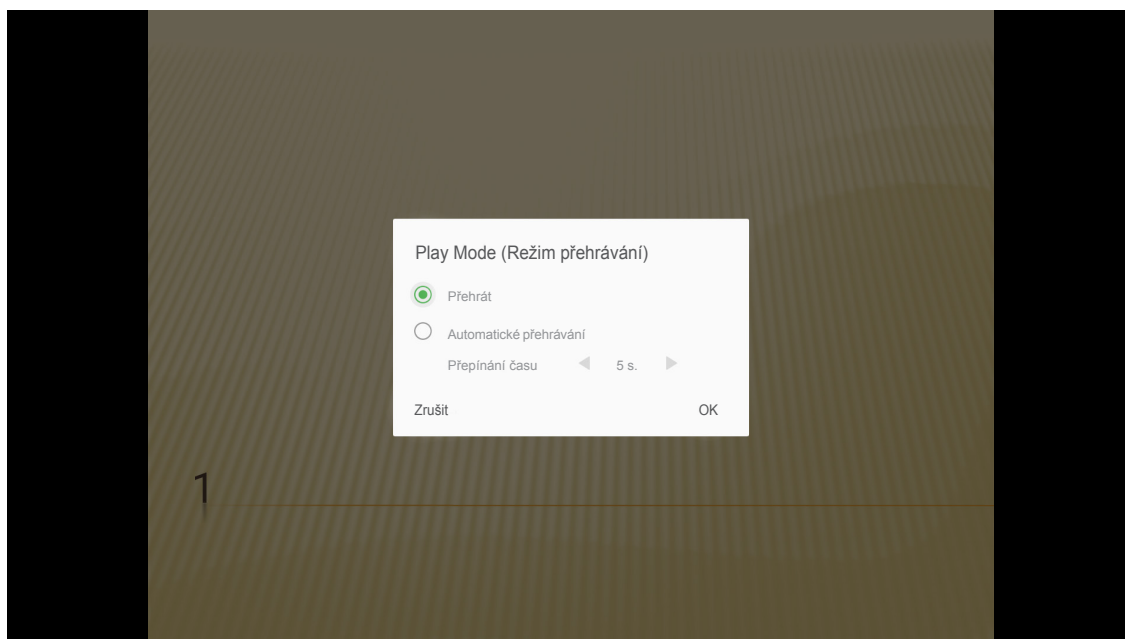 Play Mode (Režim přehrávání)
Přehrát
Automatické přehrávání
Přepínání času 5 s.
Zrušit OK
1